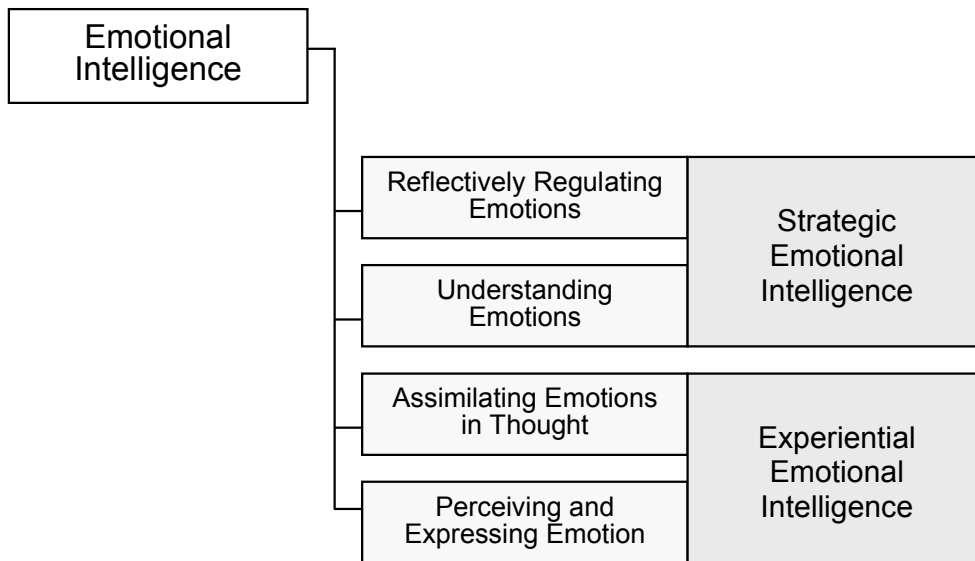 Emotional
Intelligence
Reflectively Regulating
Emotions
Understanding
Emotions
Strategic
Emotional
Intelligence
Assimilating Emotions
in Thought
Perceiving and
Expressing Emotion
Experiential
Emotional
Intelligence